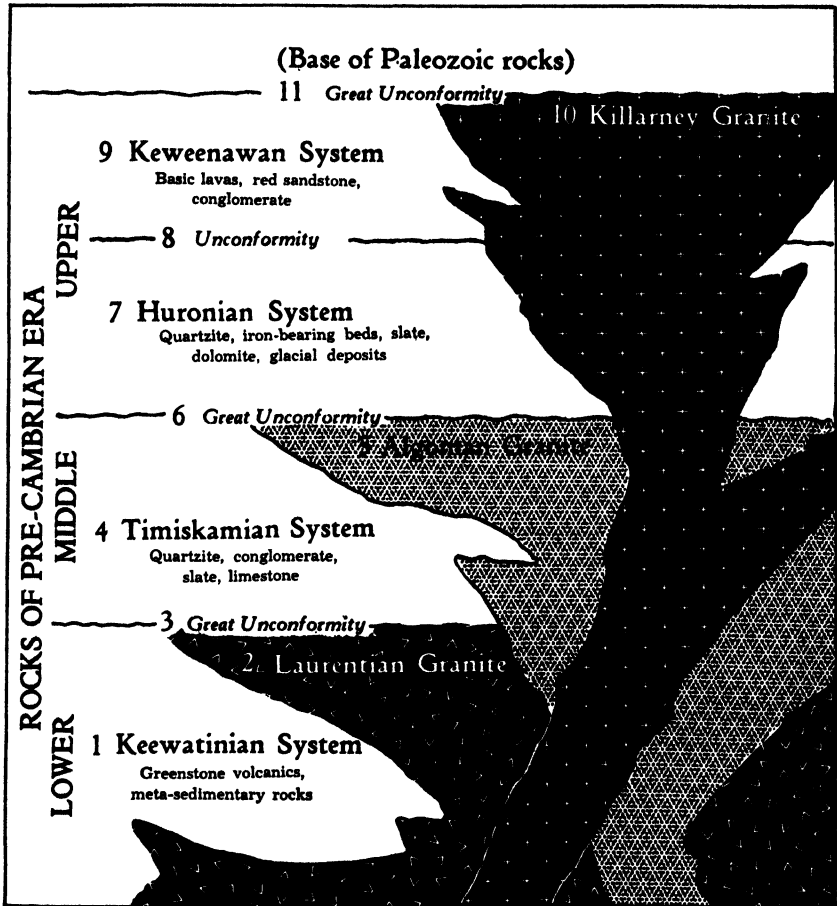 (Base of Paleozoic rocks)
11 Great Unconformity
10 Killarney Granite
9 Keweenawan System
Basic lavas, red sandstone,
conglomerate
8 Unconformity
7 Huronian System
Quartzite, iron-bearing beds, slate,
dolomite, glacial deposits
6 Great Unconformity
5 Algoman Granite
4 Timiskamian System
Quartzite, conglomerate,
slate, limestone
3 Great Unconformity
2 Laurentian Granite
1 Keewatinian System
Greenstone volcanics,
meta-sedimentary rocks
ROCKS OF PRE-CAMBRIAN ERA
UPPER
MIDDLE
LOWER